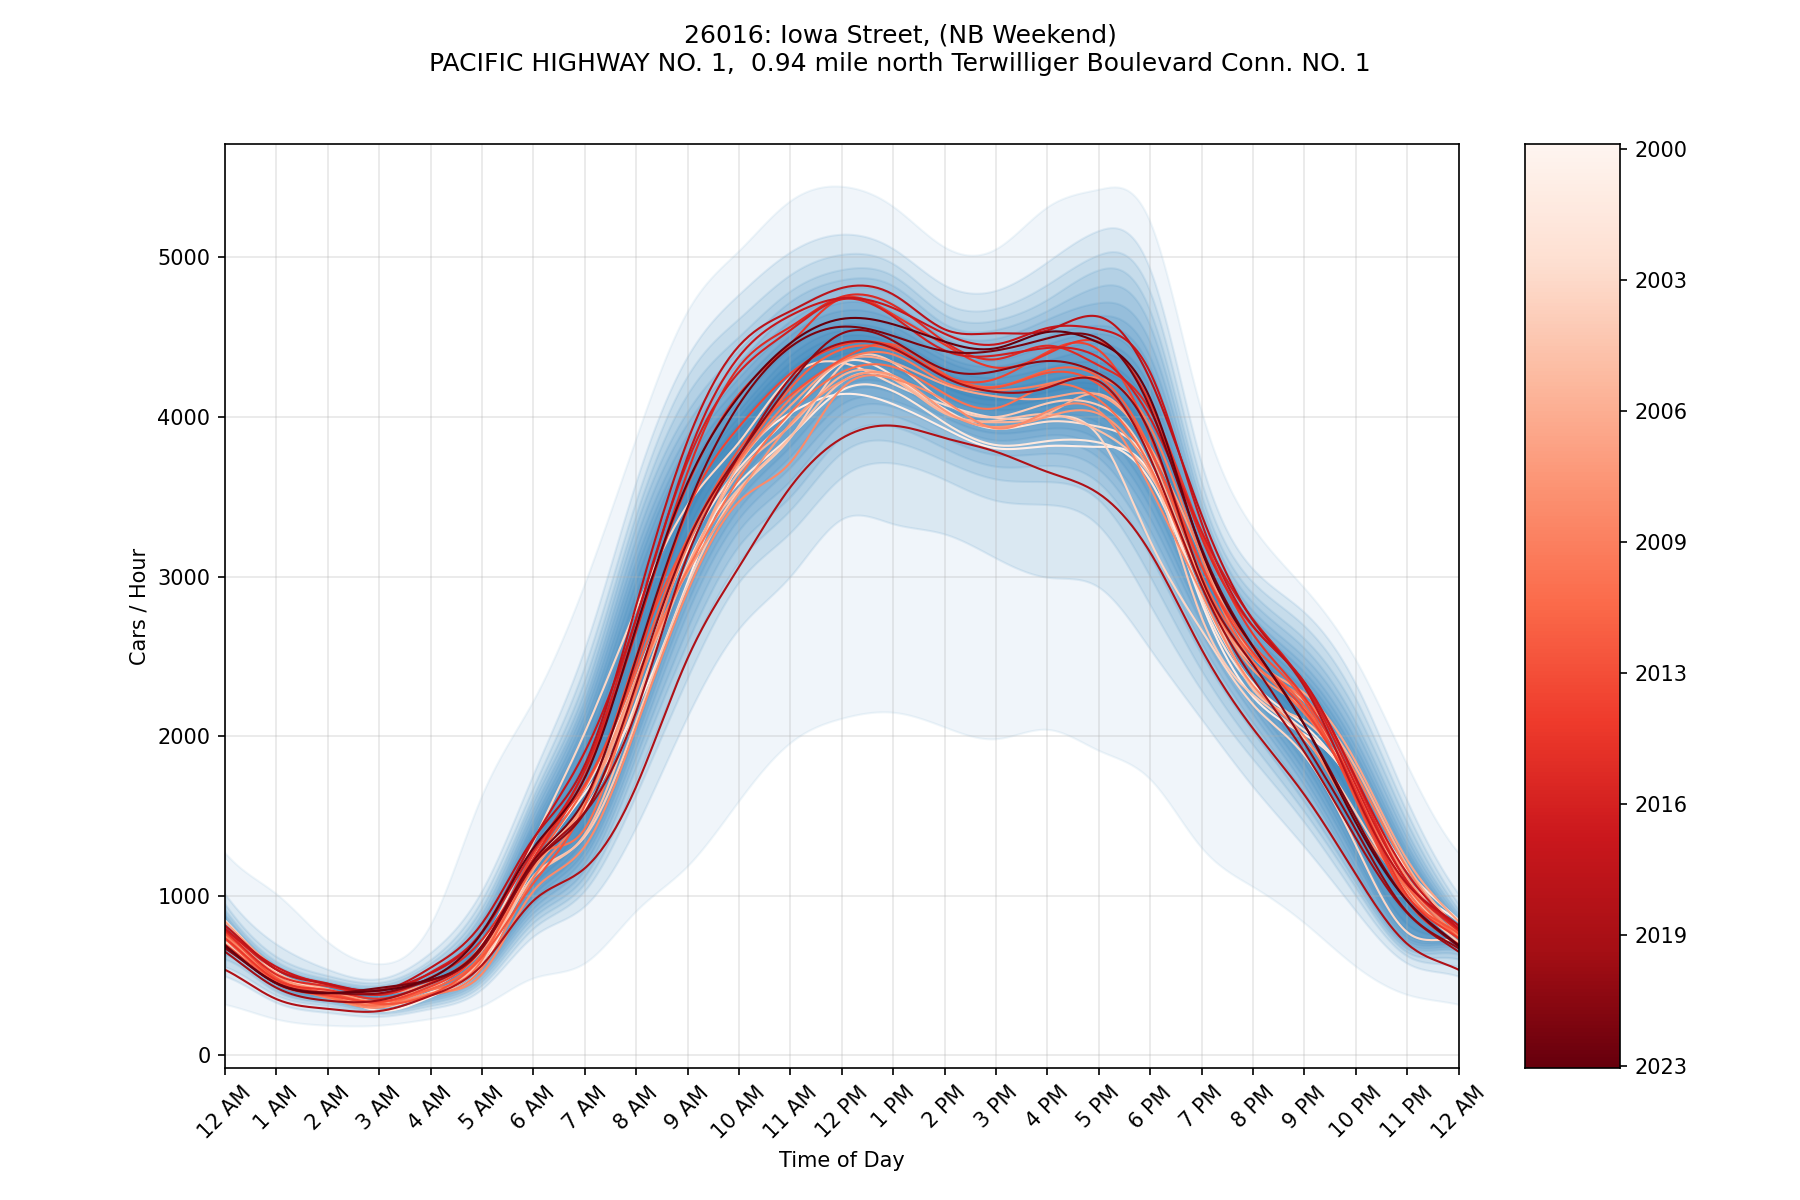 26016: Iowa Street, (NB Weekend)
PACIFIC HIGHWAY NO. 1,  0.94 mile north Terwilliger Boulevard Conn. NO. 1
Cars / Hour
5000
4000
3000
2000
1000
0
12 AM
1 AM
2 AM
3 AM
4 AM
5 AM
6 AM
7 AM
8 AM
9 AM
10 AM
11 AM
12 PM
1 PM
2 PM
3 PM
4 PM
5 PM
6 PM
7 PM
8 PM
9 PM
10 PM
11 PM
12 AM
Time of Day
2000
2003
2006
2009
2013
2016
2019
2023